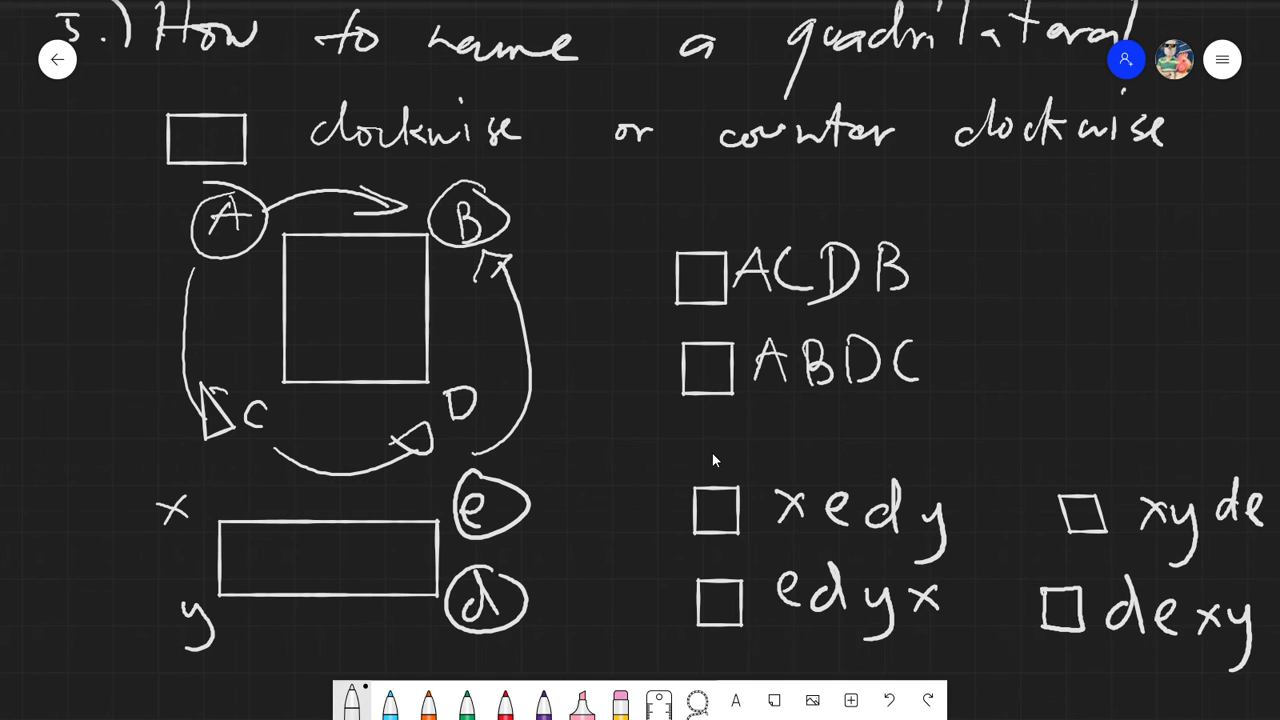 5.) How to name a quadrilateral
clockwise or counter clockwise
A B
□ ACDB
□ ABDC
C D
x e
□ xedy □ xyde
y d
□ edyx □ dexy
A